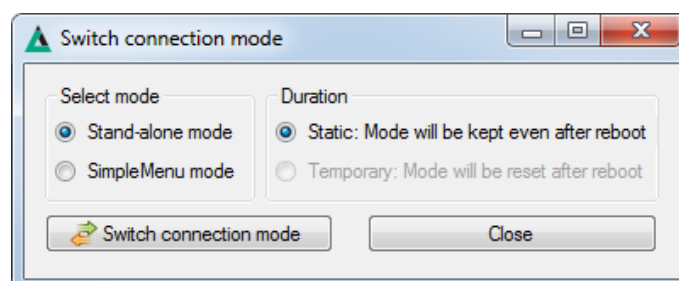 Switch connection mode
Select mode
Stand-alone mode
SimpleMenu mode
Duration
Static: Mode will be kept even after reboot
Temporary: Mode will be reset after reboot
Switch connection mode
Close